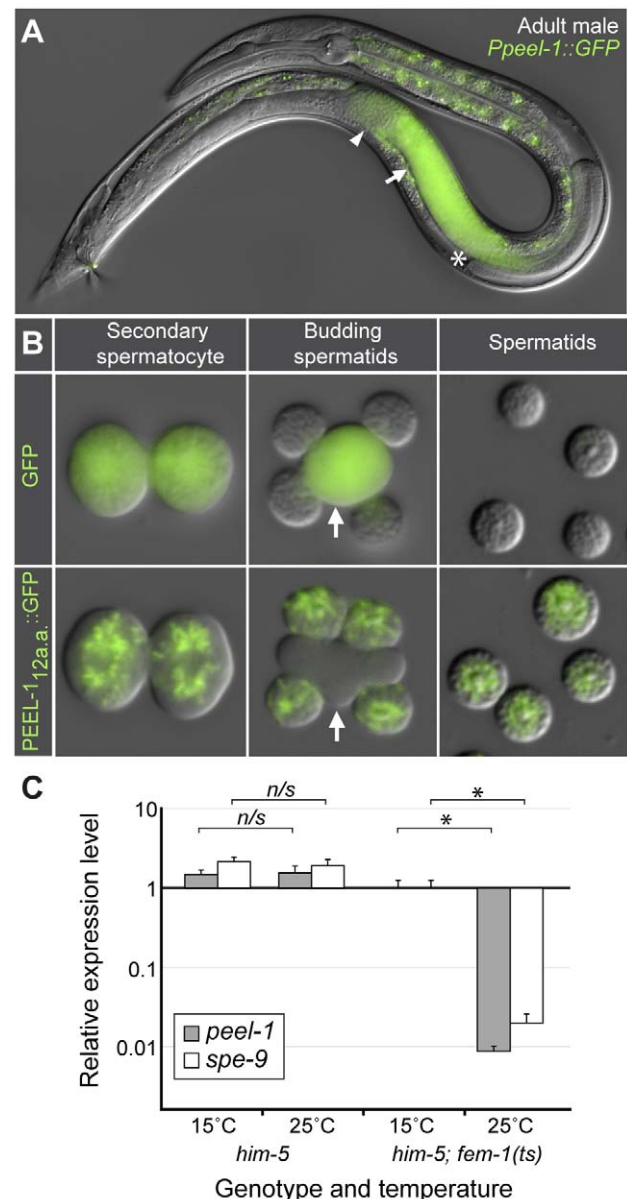 A
Adult male
Ppeel-1::GFP
*
B
Secondary
spermatocyte
Budding
spermatids
Spermatids
GFP
PEEL-1 12a.a.::GFP
C
Relative expression level
10
1
0.1
0.01
n/s
n/s
*
*
peel-1
spe-9
15°C 25°C 15°C 25°C
him-5 him-5; fem-1(ts)
Genotype and temperature